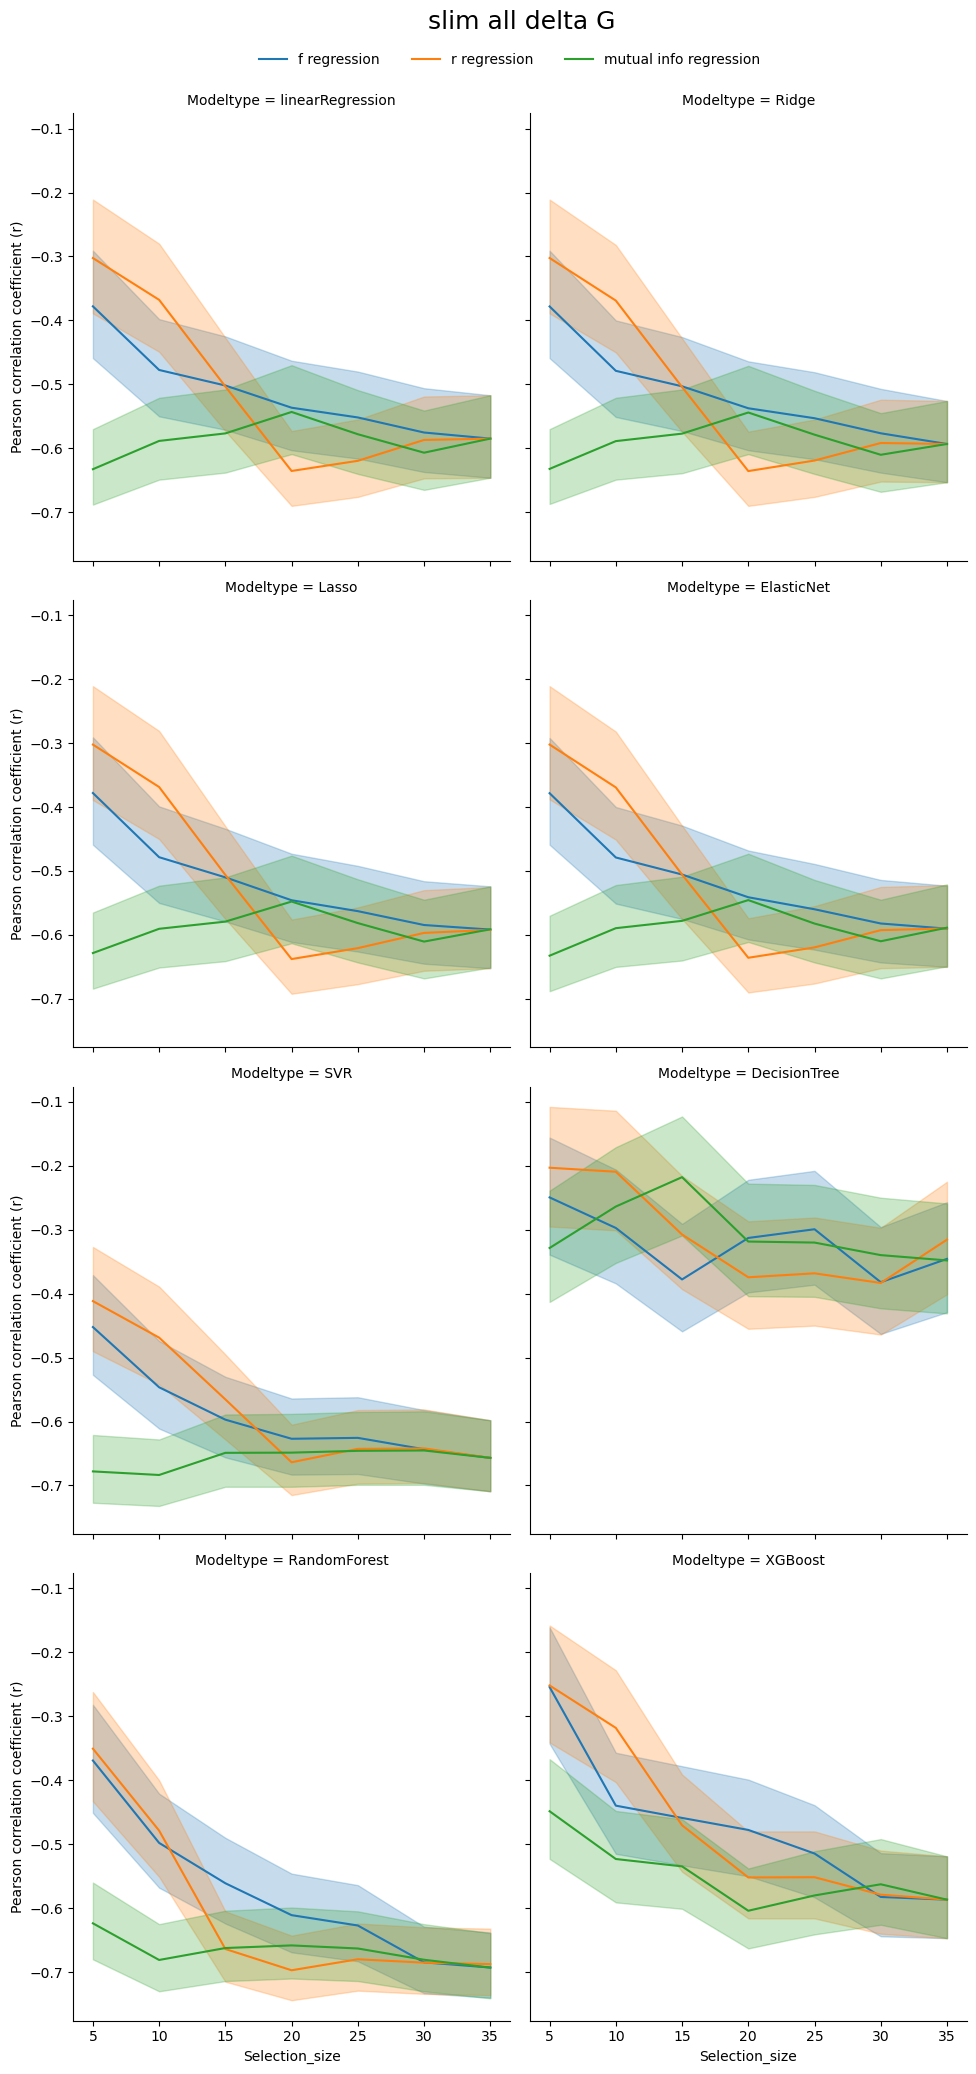 slim all delta G
f regression r regression mutual info regression
Modeltype = linearRegression
Modeltype = Ridge
−0.1
−0.2
−0.3
−0.4
−0.5
−0.6
−0.7
Pearson correlation coefficient (r)
Modeltype = Lasso
Modeltype = ElasticNet
−0.1
−0.2
−0.3
−0.4
−0.5
−0.6
−0.7
Pearson correlation coefficient (r)
Modeltype = SVR
Modeltype = DecisionTree
−0.1
−0.2
−0.3
−0.4
−0.5
−0.6
−0.7
Pearson correlation coefficient (r)
Modeltype = RandomForest
Modeltype = XGBoost
−0.1
−0.2
−0.3
−0.4
−0.5
−0.6
−0.7
Pearson correlation coefficient (r)
5 10 15 20 25 30 35
Selection_size
5 10 15 20 25 30 35
Selection_size